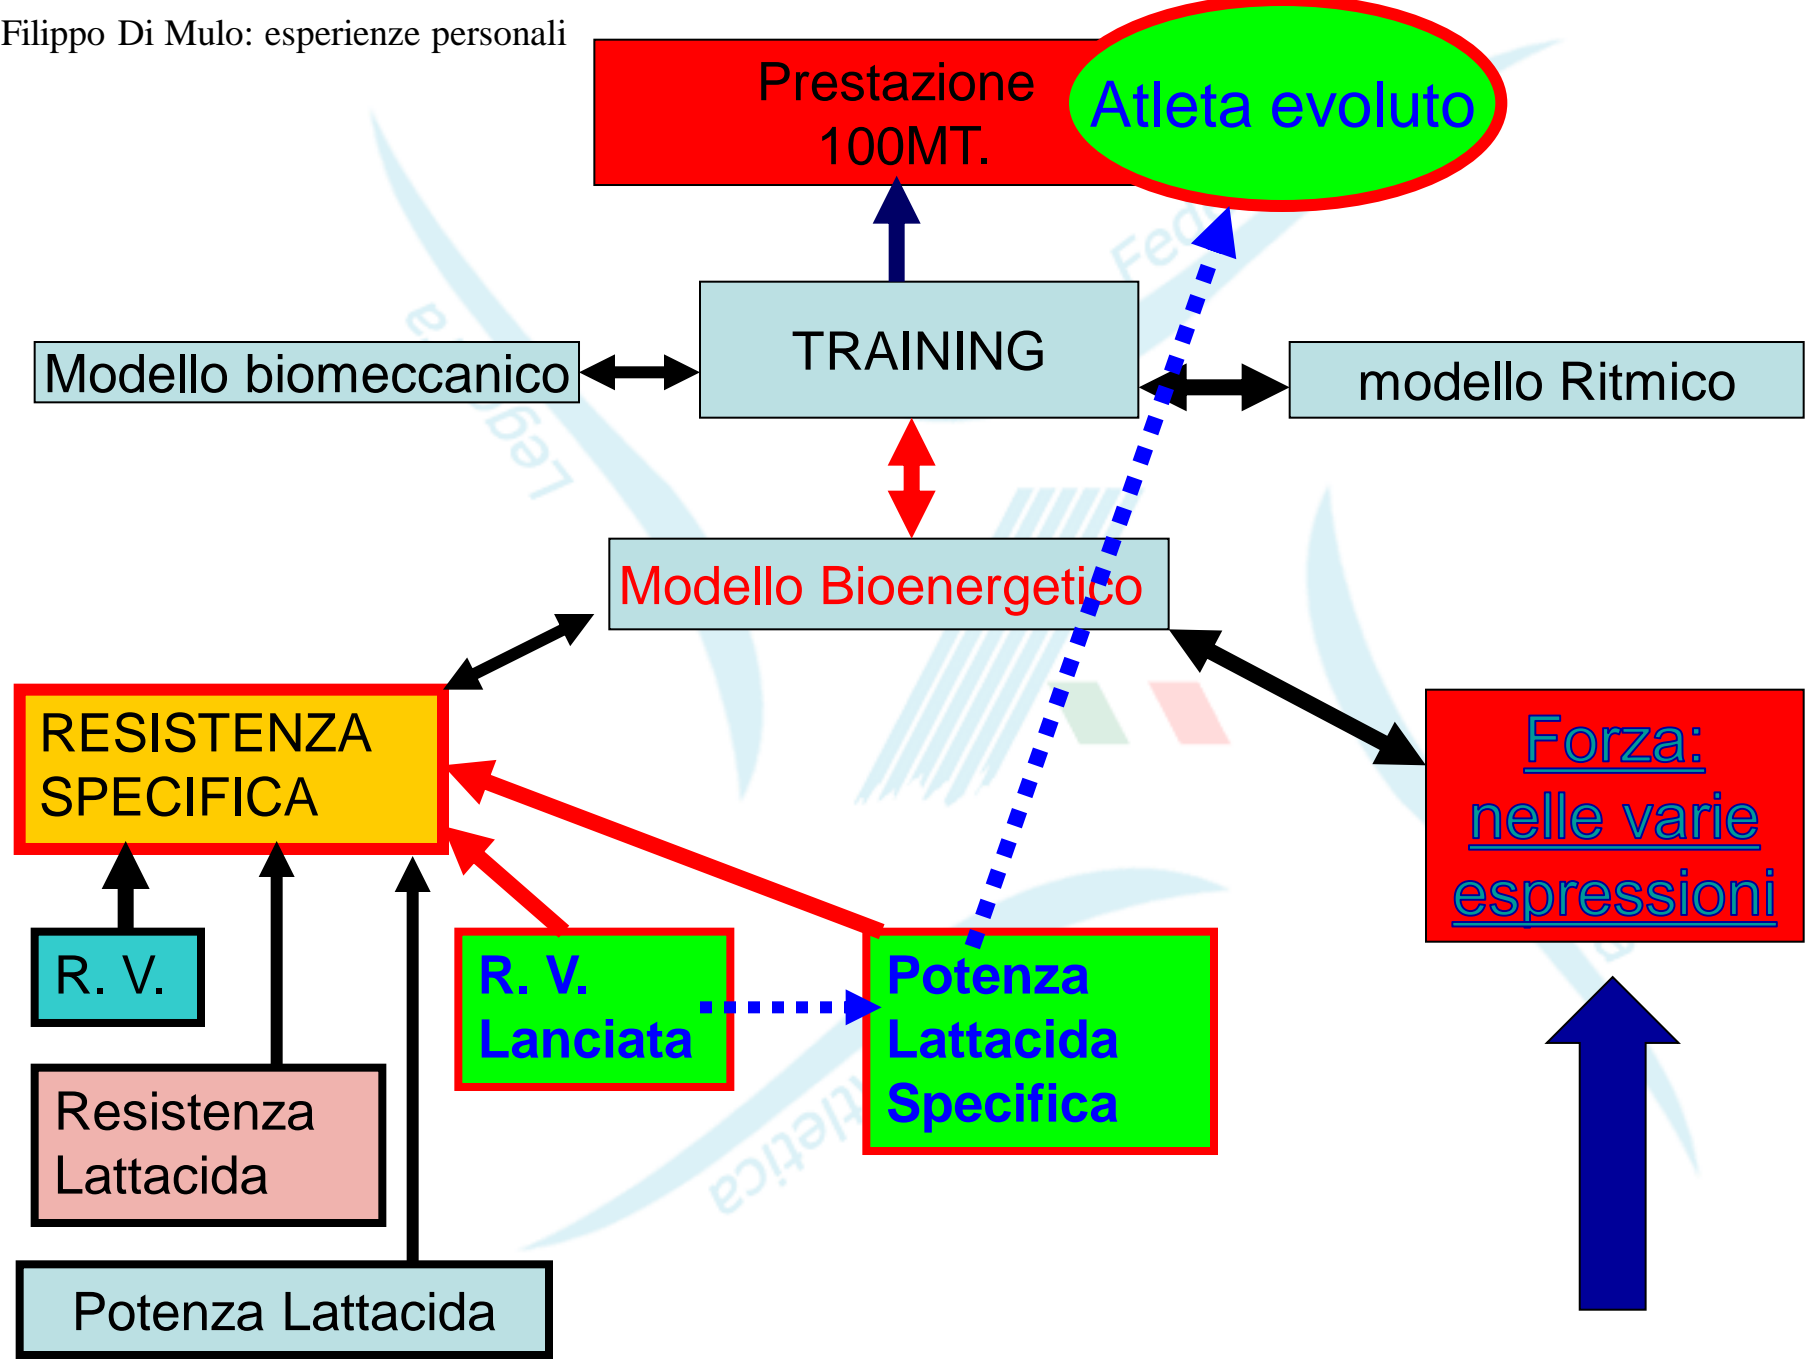 Filippo Di Mulo: esperienze personali
Prestazione
100MT.
Atleta evoluto
TRAINING
Modello biomeccanico
modello Ritmico
Modello Bioenergetico
RESISTENZA
SPECIFICA
Forza:
nelle varie
espressioni
R. V.
R. V.
Lanciata
Potenza
Lattacida
Specifica
Resistenza
Lattacida
Potenza Lattacida